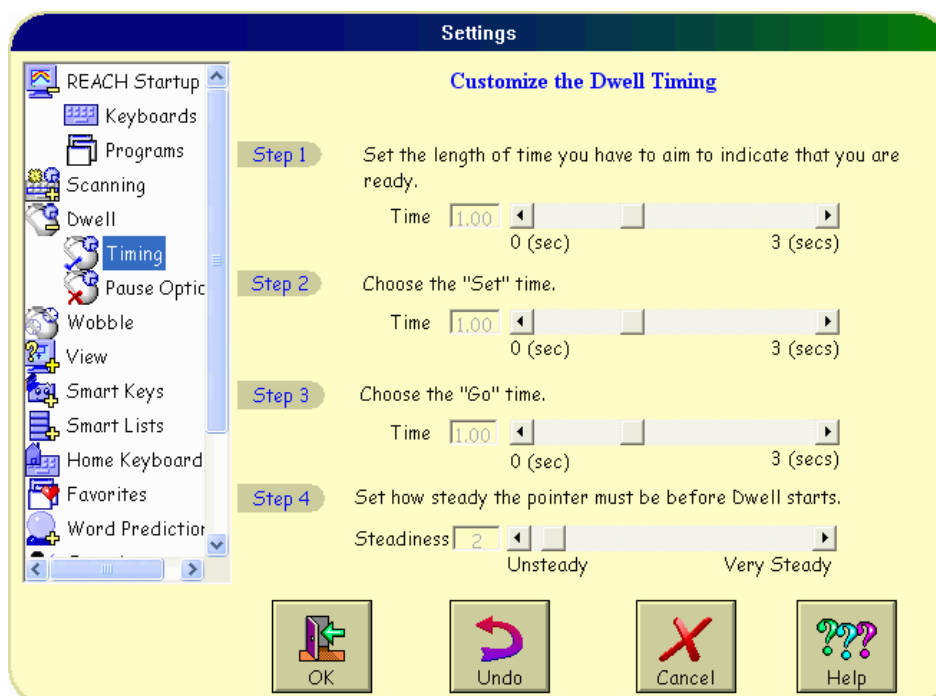 Settings
REACH Startup
Keyboards
Programs
Scanning
Dwell
Timing
Pause Optic
Wobble
View
Smart Keys
Smart Lists
Home Keyboard
Favorites
Word Prediction
Customize the Dwell Timing
Step 1
Set the length of time you have to aim to indicate that you are
ready.
Time 1.00
0 (sec) 3 (secs)
Step 2
Choose the "Set" time.
Time 1.00
0 (sec) 3 (secs)
Step 3
Choose the "Go" time.
Time 1.00
0 (sec) 3 (secs)
Step 4
Set how steady the pointer must be before Dwell starts.
Steadiness 2
Unsteady Very Steady
OK
Undo
Cancel
Help